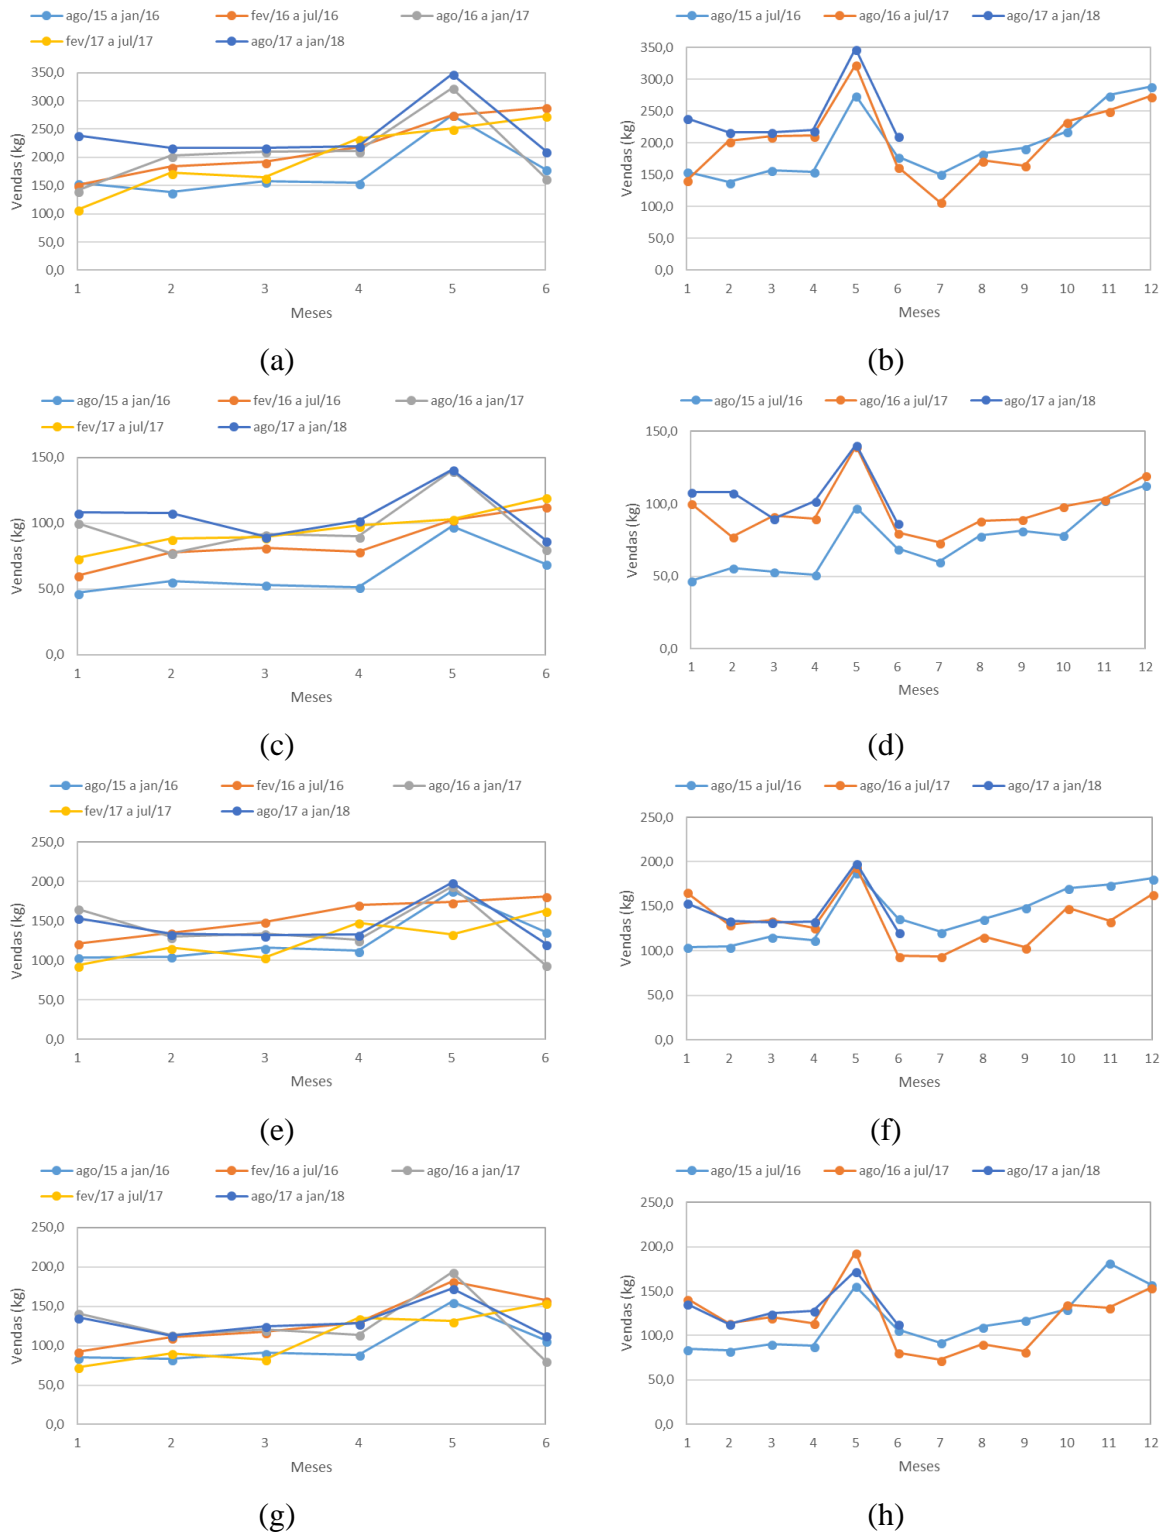 ago/15 a jan/16 fev/16 a jul/16 ago/16 a jan/17
fev/17 a jul/17 ago/17 a jan/18
350,0
300,0
250,0
200,0
150,0
100,0
50,0
0,0
Vendas (kg)
1 2 3 4 5 6
Meses
(a)
ago/15 a jul/16 ago/16 a jul/17 ago/17 a jan/18
350,0
300,0
250,0
200,0
150,0
100,0
50,0
0,0
Vendas (kg)
1 2 3 4 5 6 7 8 9 10 11 12
Meses
(b)
ago/15 a jan/16 fev/16 a jul/16 ago/16 a jan/17
fev/17 a jul/17 ago/17 a jan/18
150,0
100,0
50,0
0,0
Vendas (kg)
1 2 3 4 5 6
Meses
(c)
ago/15 a jul/16 ago/16 a jul/17 ago/17 a jan/18
150,0
100,0
50,0
0,0
Vendas (kg)
1 2 3 4 5 6 7 8 9 10 11 12
Meses
(d)
ago/15 a jan/16 fev/16 a jul/16 ago/16 a jan/17
fev/17 a jul/17 ago/17 a jan/18
250,0
200,0
150,0
100,0
50,0
0,0
Vendas (kg)
1 2 3 4 5 6
Meses
(e)
ago/15 a jul/16 ago/16 a jul/17 ago/17 a jan/18
250,0
200,0
150,0
100,0
50,0
0,0
Vendas (kg)
1 2 3 4 5 6 7 8 9 10 11 12
Meses
(f)
ago/15 a jan/16 fev/16 a jul/16 ago/16 a jan/17
fev/17 a jul/17 ago/17 a jan/18
250,0
200,0
150,0
100,0
50,0
0,0
Vendas (kg)
1 2 3 4 5 6
Meses
(g)
ago/15 a jul/16 ago/16 a jul/17 ago/17 a jan/18
250,0
200,0
150,0
100,0
50,0
0,0
Vendas (kg)
1 2 3 4 5 6 7 8 9 10 11 12
Meses
(h)